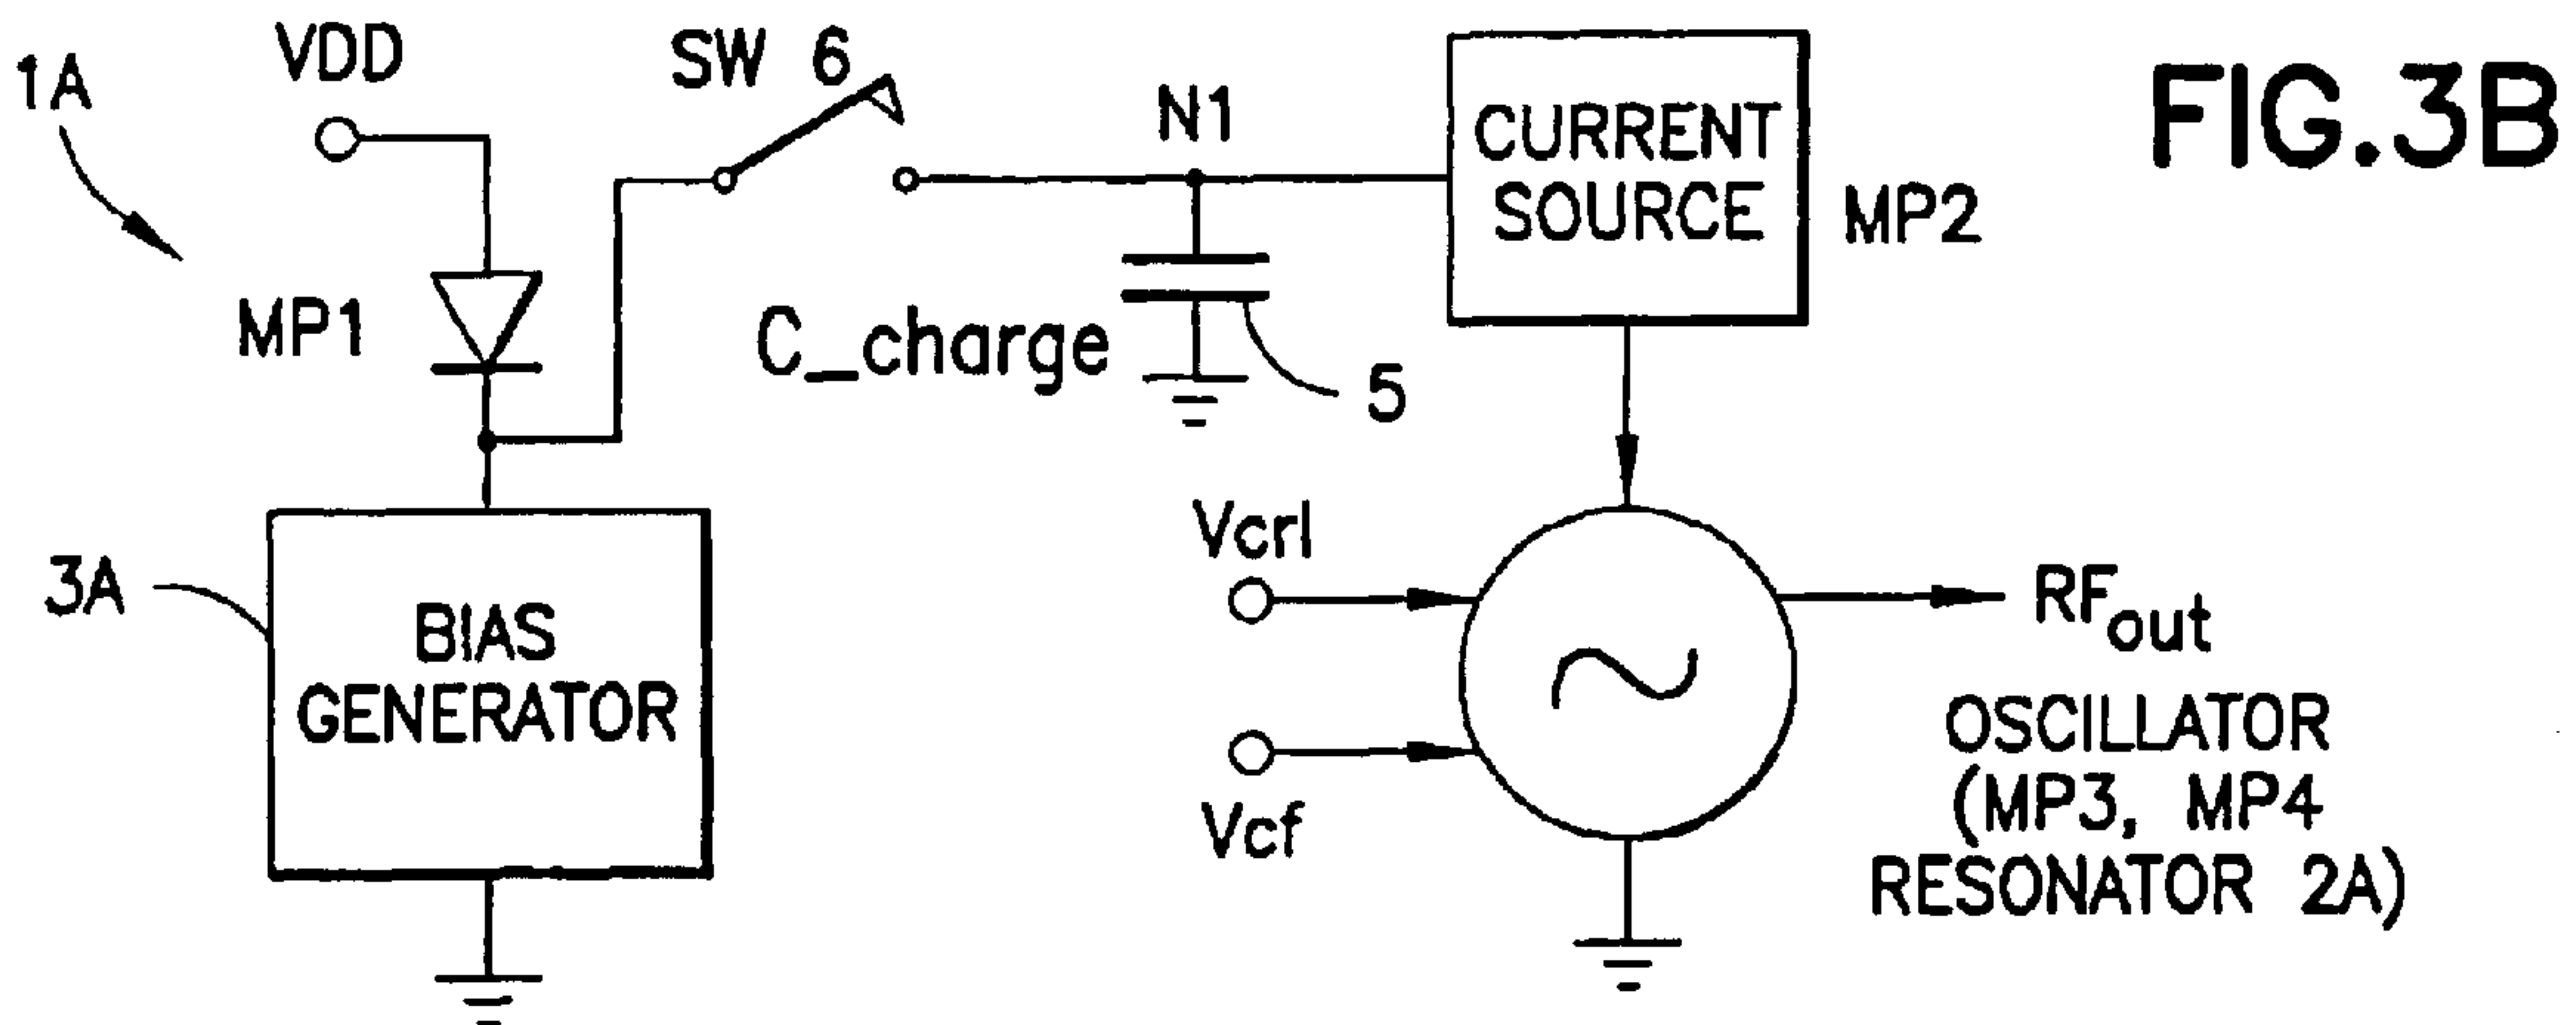 1A
VDD
SW 6
N1
CURRENT
SOURCE
MP2
FIG.3B
MP1
C_charge
5
3A
BIAS
GENERATOR
Vcrl
Vcf
RFout
OSCILLATOR
(MP3, MP4
RESONATOR 2A)